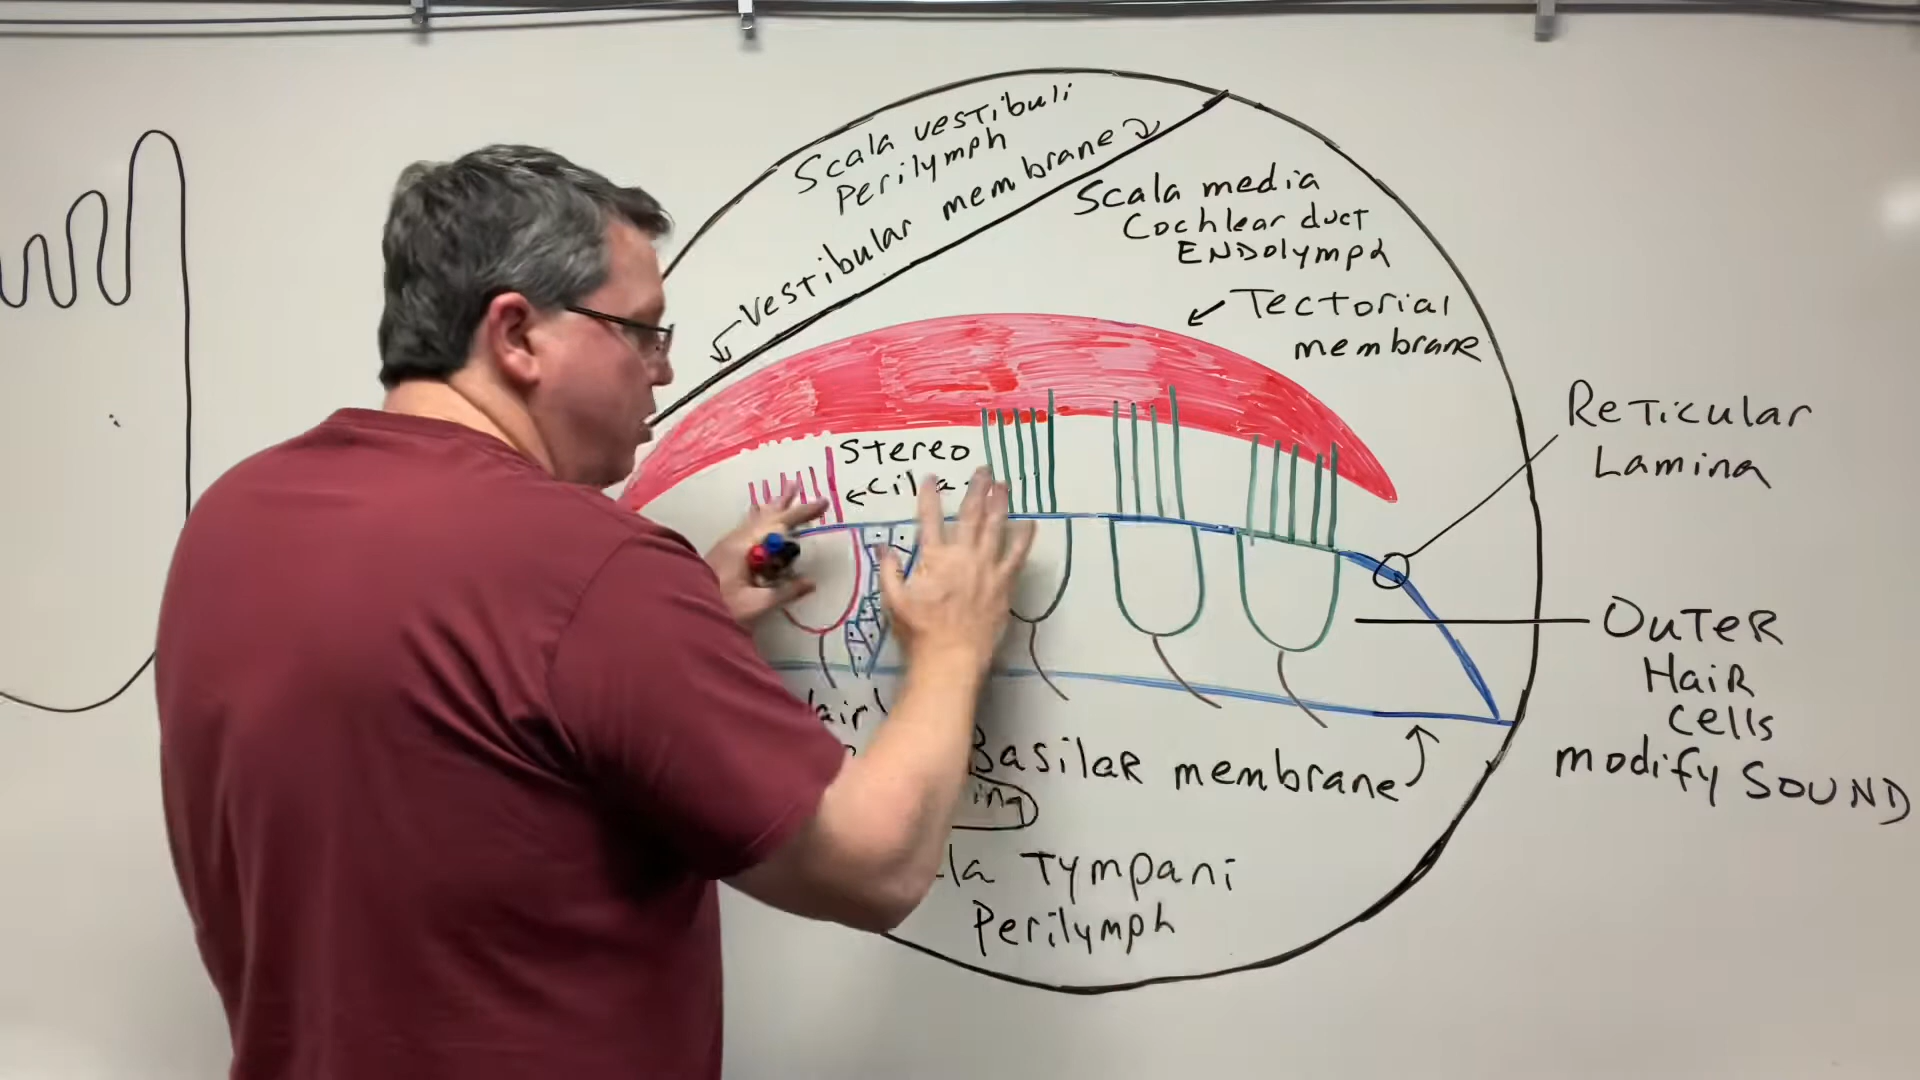 Scala vestibuli
Perilymph
vestibular membrane
Scala media
Cochlear duct
ENDolymph
Tectorial
membrane
Stereo
Reticular
Lamina
OUTER
HaiR
cells
modify SOUND
BasilaR membrane
Tympani
Perilymph